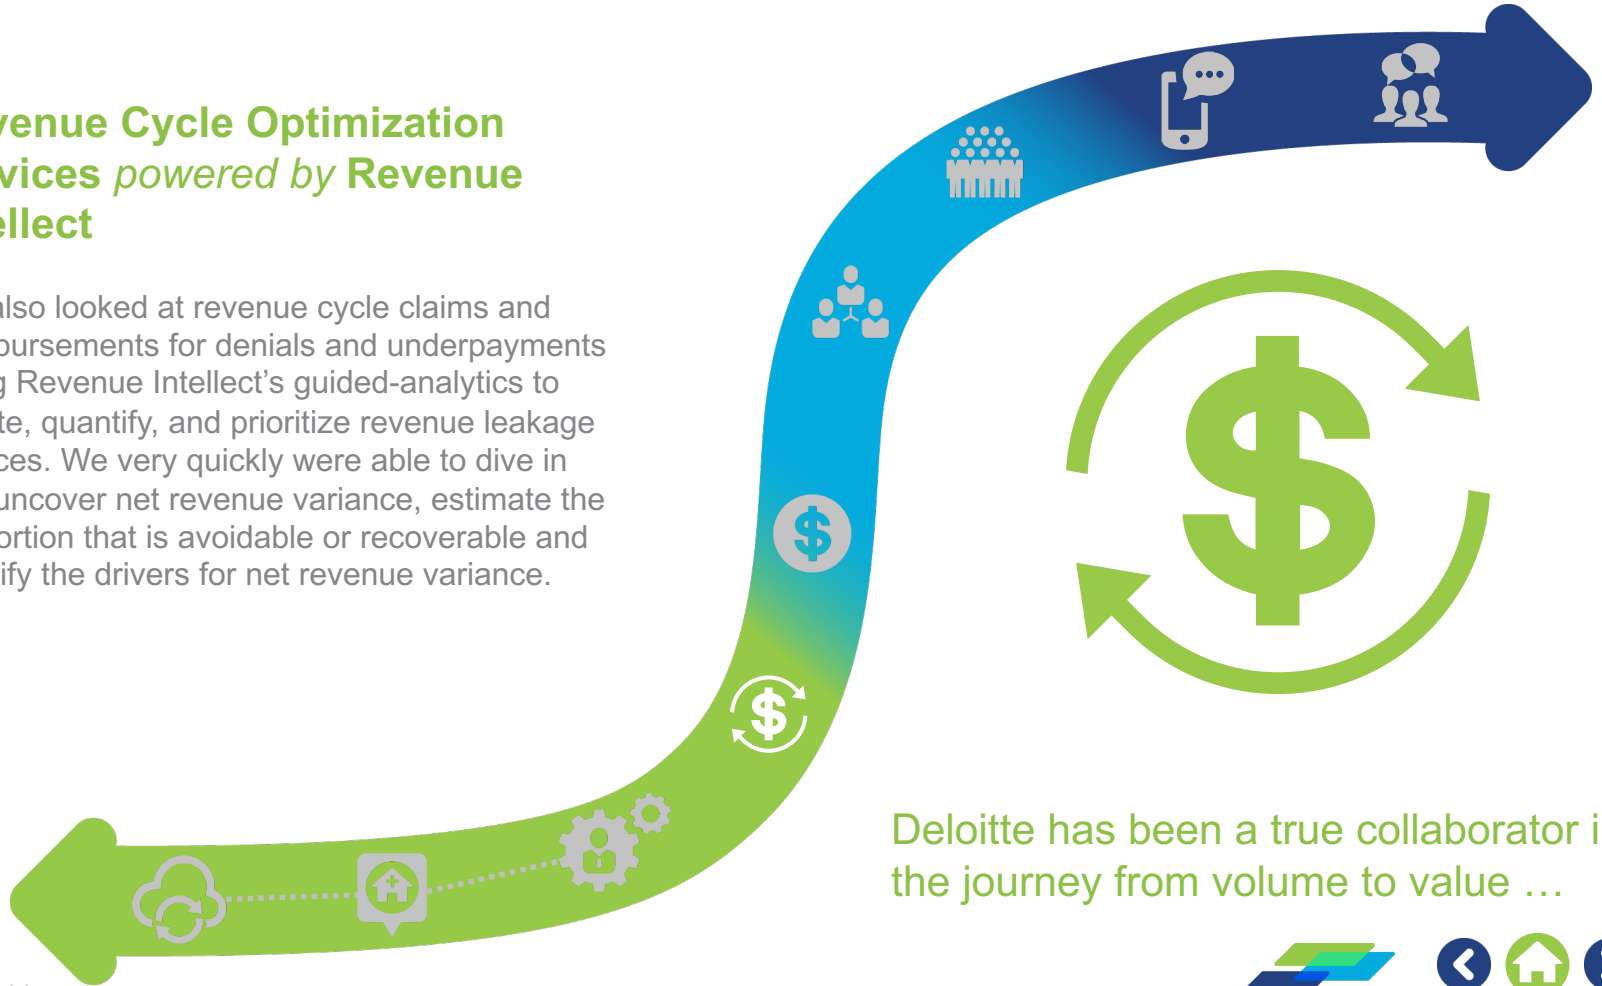 venue Cycle Optimization
vices powered by Revenue
ellect
also looked at revenue cycle claims and
bursements for denials and underpayments
g Revenue Intellect’s guided-analytics to
te, quantify, and prioritize revenue leakage
ces. We very quickly were able to dive in
uncover net revenue variance, estimate the
ortion that is avoidable or recoverable and
ify the drivers for net revenue variance.
Deloitte has been a true collaborator i
the journey from volume to value …